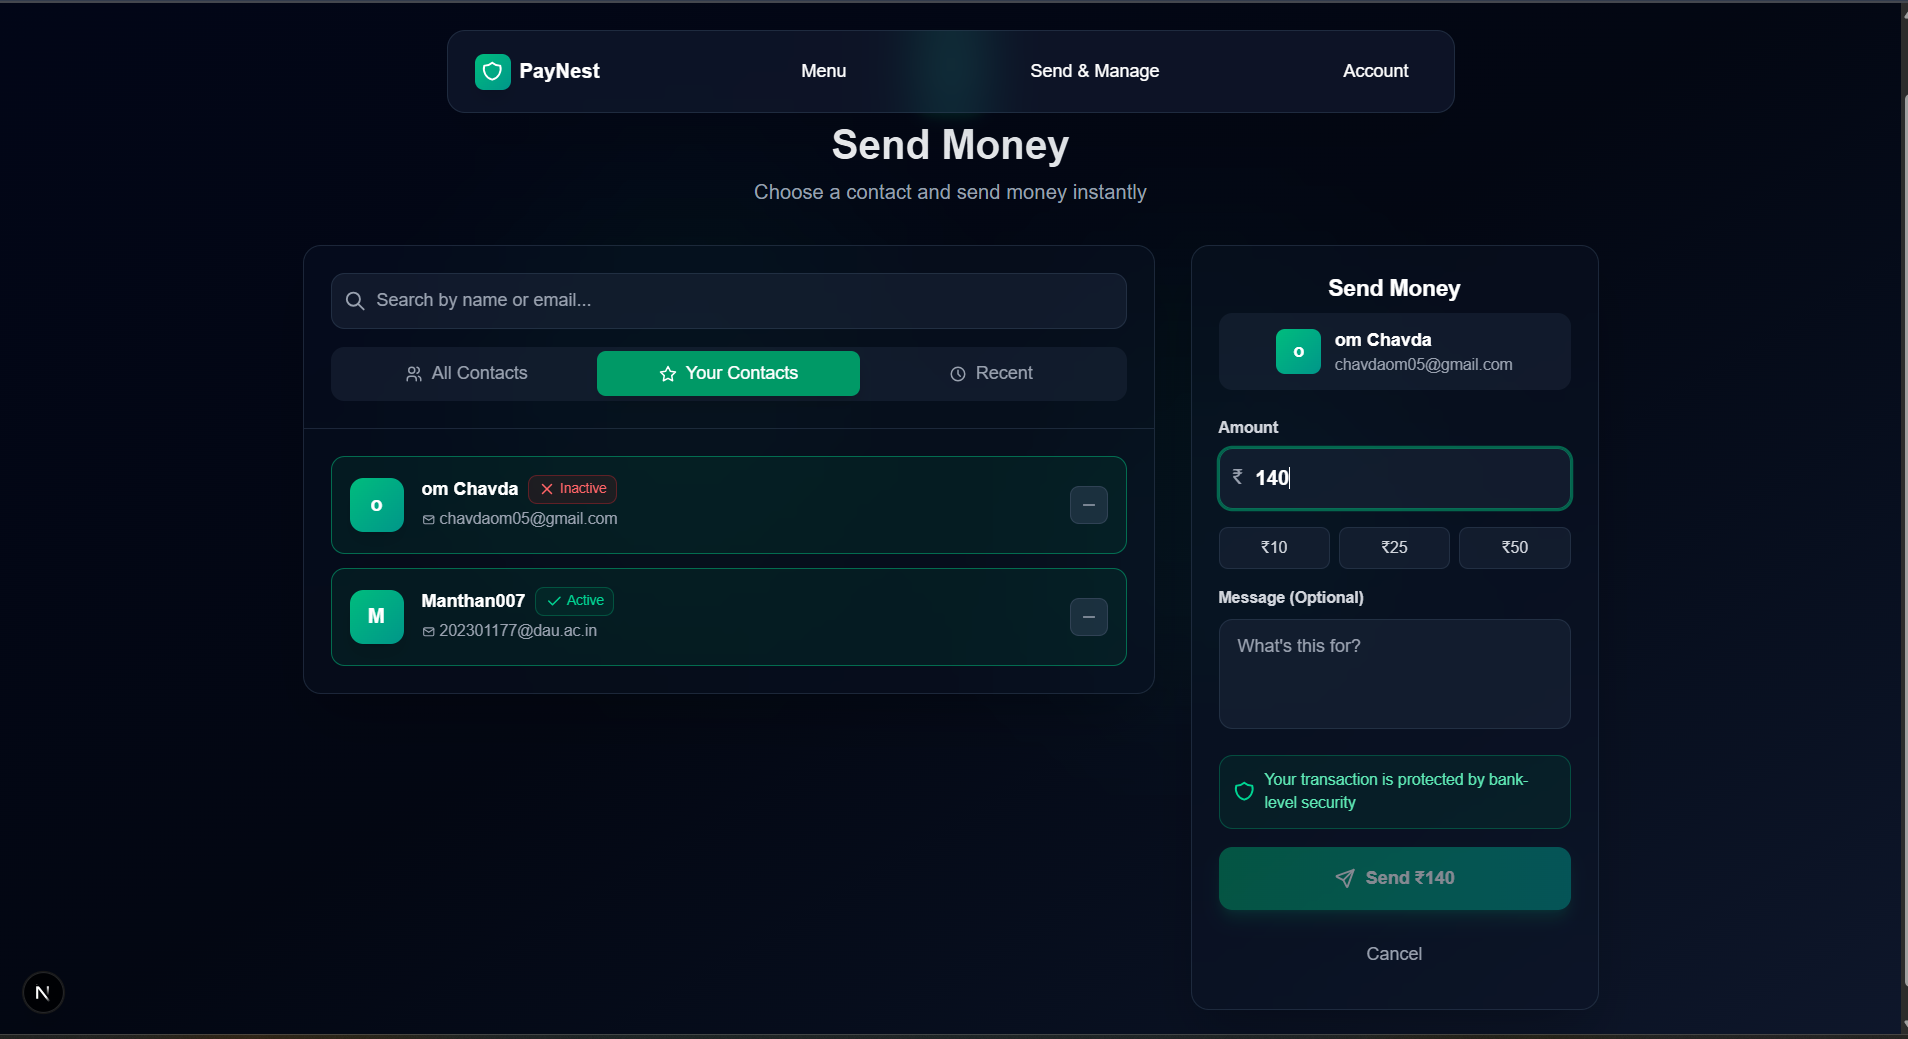 PayNest
Menu
Send & Manage
Account
Send Money
Choose a contact and send money instantly
Search by name or email...
All Contacts
Your Contacts
Recent
o
om Chavda
Inactive
chavdaom05@gmail.com
M
Manthan007
Active
202301177@dau.ac.in
Send Money
o
om Chavda
chavdaom05@gmail.com
Amount
₹ 140
₹10
₹25
₹50
Message (Optional)
What's this for?
Your transaction is protected by bank-
level security
Send ₹140
Cancel
N